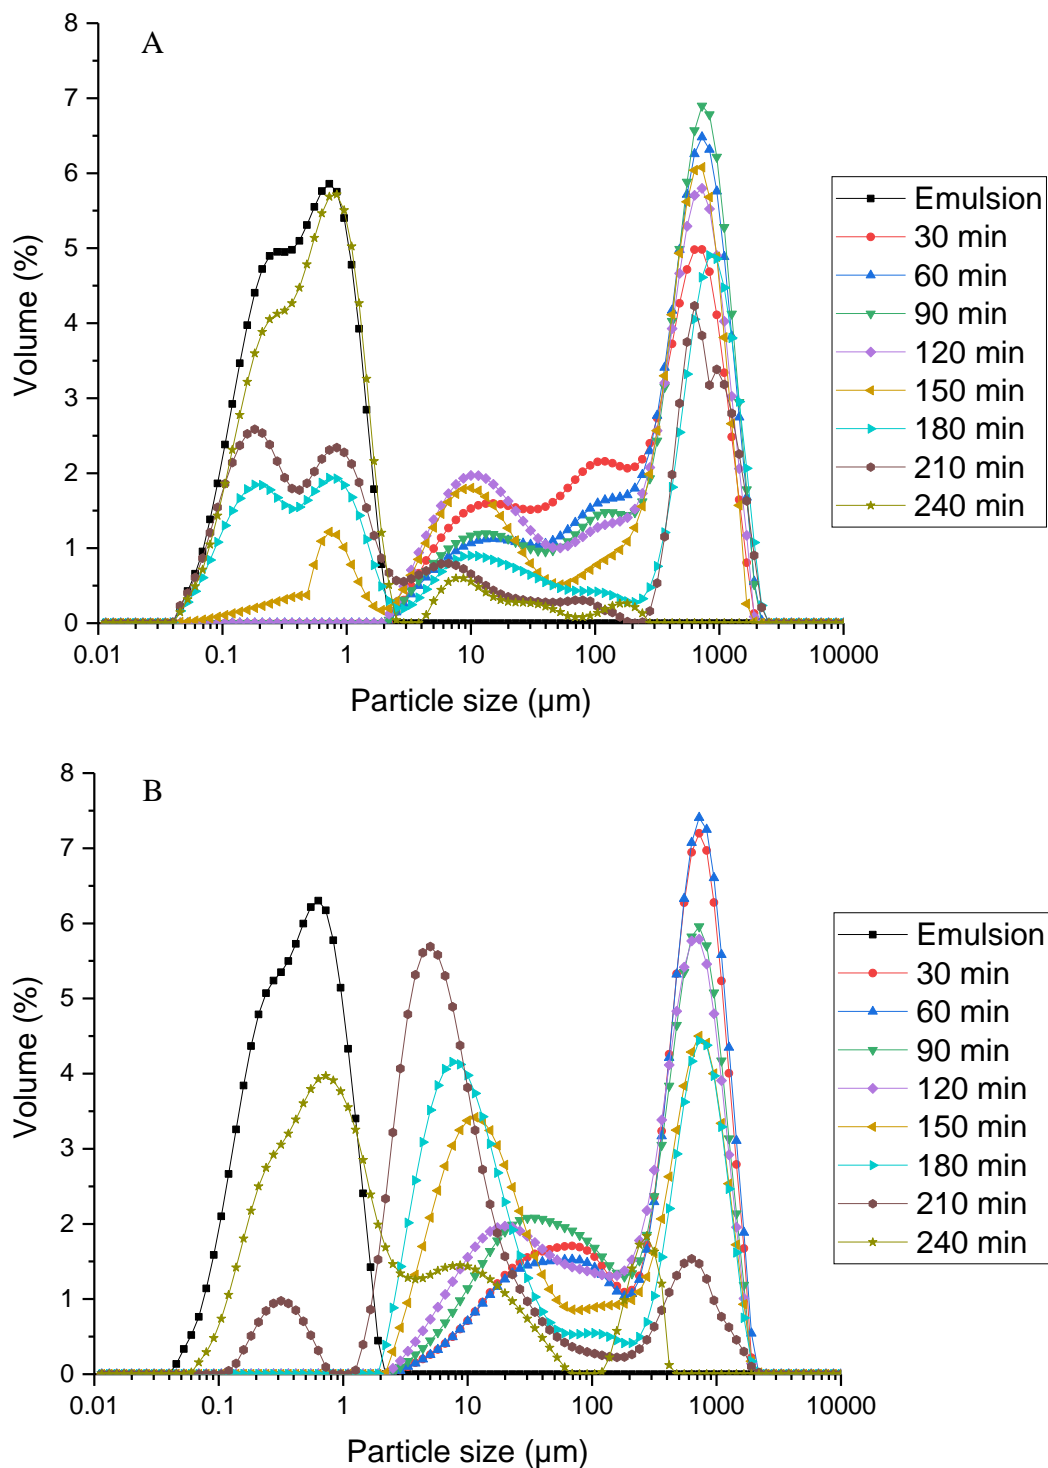 A
8
7
6
5
4
3
2
1
0
Volume (%)
0.01 0.1 1 10 100 1000 10000
Particle size (µm)
Emulsion
30 min
60 min
90 min
120 min
150 min
180 min
210 min
240 min
B
8
7
6
5
4
3
2
1
0
Volume (%)
0.01 0.1 1 10 100 1000 10000
Particle size (µm)
Emulsion
30 min
60 min
90 min
120 min
150 min
180 min
210 min
240 min